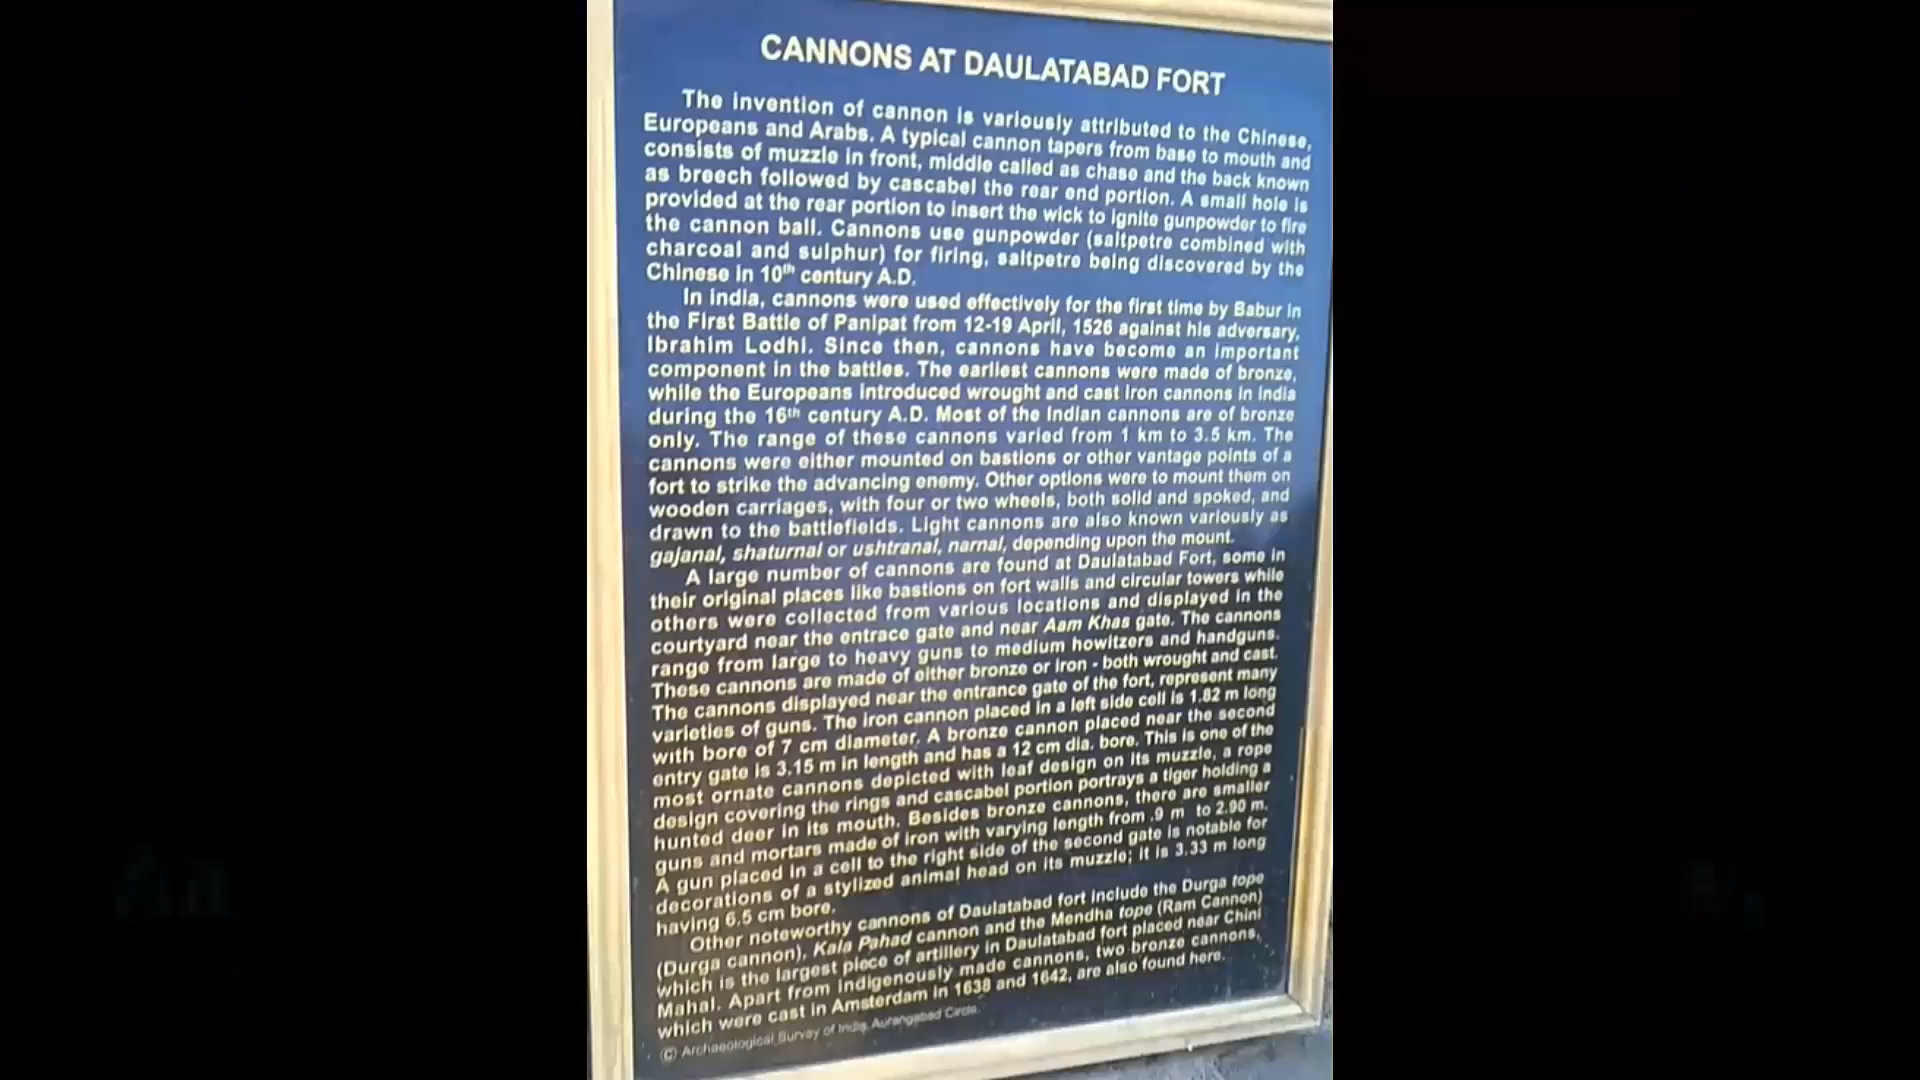 CANNONS AT DAULATABAD FORT
The invention of cannon is variously attributed to the Chinese,
Europeans and Arabs. A typical cannon tapers from base to mouth and
consists of muzzle in front, middle called as chase and the back known
as breech followed by cascabel the rear end portion. A small hole is
provided at the rear portion to insert the wick to ignite gunpowder to fire
the cannon ball. Cannons use gunpowder (saltpetre combined with
charcoal and sulphur) for firing, saltpetre being discovered by the
Chinese in 10th century A.D.
In India, cannons were used effectively for the first time by Babur in
the First Battle of Panipat from 12-19 April, 1526 against his adversary,
Ibrahim Lodhi. Since then, cannons have become an important
component in the battles. The earliest cannons were made of bronze,
while the Europeans introduced wrought and cast iron cannons in India
during the 16th century A.D. Most of the Indian cannons are of bronze
only. The range of these cannons varied from 1 km to 3.5 km. The
cannons were either mounted on bastions or other vantage points of a
fort to strike the advancing enemy. Other options were to mount them on
wooden carriages, with four or two wheels, both solid and spoked, and
drawn to the battlefields. Light cannons are also known variously as
gajanal, shaturnal or ushtranal, narnal, depending upon the mount.
A large number of cannons are found at Daulatabad Fort, some in
their original places like bastions on fort walls and circular towers while
others were collected from various locations and displayed in the
courtyard near the entrace gate and near Aam Khas gate. The cannons
range from large to heavy guns to medium howitzers and handguns.
These cannons are made of either bronze or iron - both wrought and cast.
The cannons displayed near the entrance gate of the fort, represent many
varieties of guns. The iron cannon placed in a left side cell is 1.82 m long
with bore of 7 cm diameter. A bronze cannon placed near the second
entry gate is 3.15 m in length and has a 12 cm dia. bore. This is one of the
most ornate cannons depicted with leaf design on its muzzle, a rope
design covering the rings and cascabel portion portrays a tiger holding a
hunted deer in its mouth. Besides bronze cannons, there are smaller
guns and mortars made of iron with varying length from .9 m to 2.90 m.
A gun placed in a cell to the right side of the second gate is notable for
decorations of a stylized animal head on its muzzle; it is 3.33 m long
having 6.5 cm bore.
Other noteworthy cannons of Daulatabad fort include the Durga tope
(Durga cannon), Kala Pahad cannon and the Mendha tope (Ram Cannon)
which is the largest piece of artillery in Daulatabad fort placed near Chini
Mahal. Apart from indigenously made cannons, two bronze cannons,
which were cast in Amsterdam in 1638 and 1642, are also found here.
© Archaeological Survey of India, Aurangabad Circle.